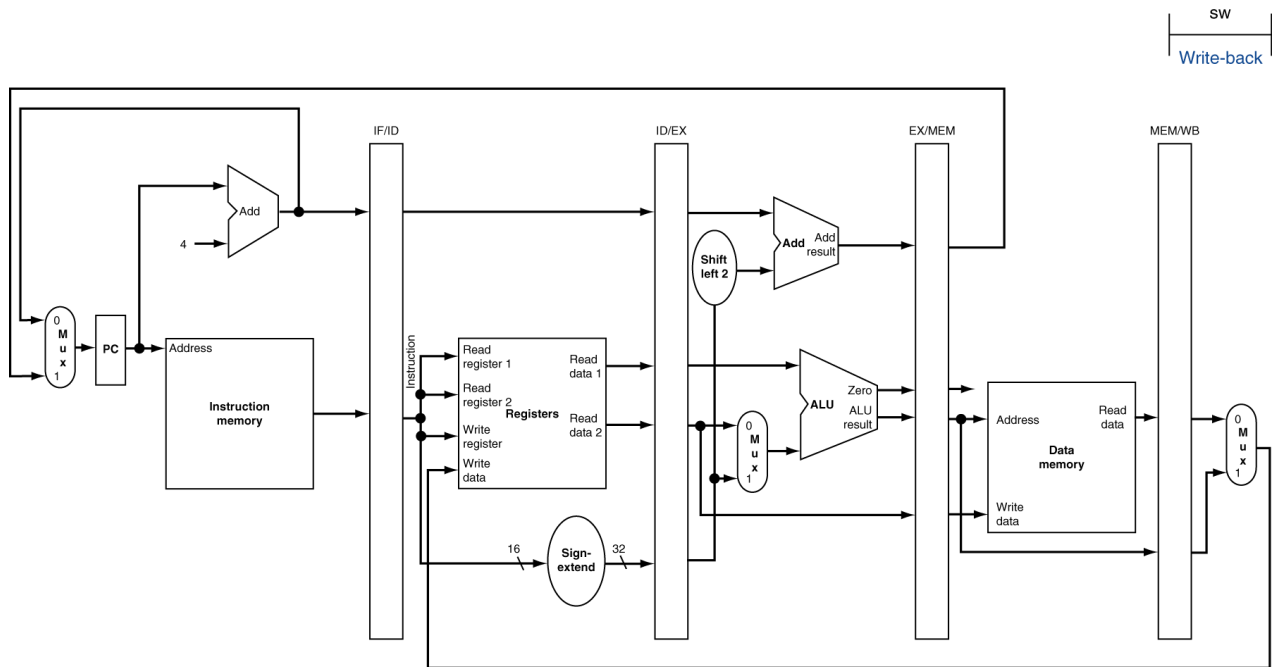 SW
Write-back
IF/ID
ID/EX
EX/MEM
MEM/WB
Add
4
Add
Add
result
Shift
left 2
0
M
u
x
1
PC
Address
Instruction
memory
Instruction
Read
register 1
Read
register 2
Write
register
Write
data
Registers
Read
data 1
Read
data 2
16
Sign-
extend
32
0
M
u
x
1
Zero
ALU
ALU
result
Address
Read
data
Data
memory
Write
data
0
M
u
x
1